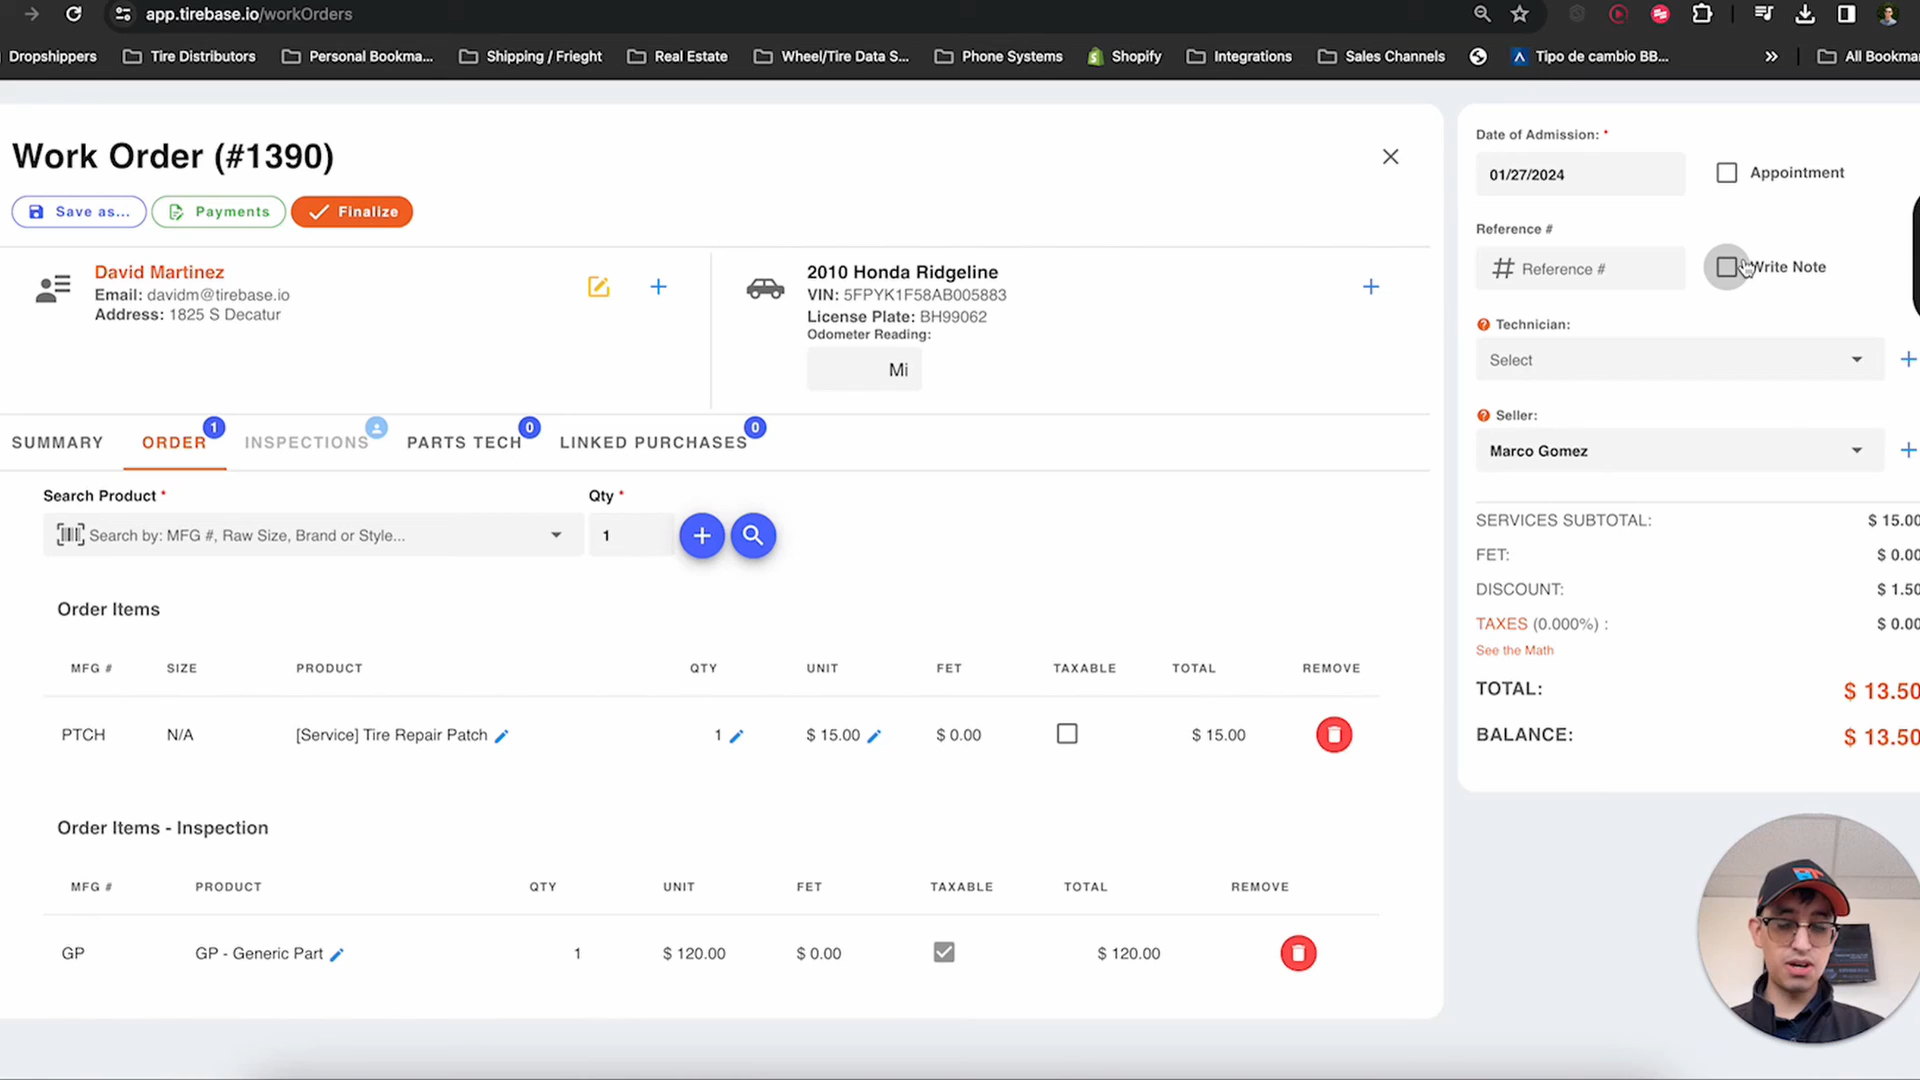 app.tirebase.io/workOrders
Dropshippers Tire Distributors Personal Bookma... Shipping / Frieght Real Estate Wheel/Tire Data S... Phone Systems Shopify Integrations Sales Channels Tipo de cambio BB... » All Bookma
Work Order (#1390)
Save as... Payments Finalize
David Martinez
Email: davidm@tirebase.io
Address: 1825 S Decatur
2010 Honda Ridgeline
VIN: 5FPYK1F58AB005883
License Plate: BH99062
Odometer Reading:
Mi
SUMMARY ORDER 1 INSPECTIONS PARTS TECH 0 LINKED PURCHASES 0
Search Product * Qty *
Search by: MFG #, Raw Size, Brand or Style... 1
Order Items
MFG # SIZE PRODUCT QTY UNIT FET TAXABLE TOTAL REMOVE
PTCH N/A [Service] Tire Repair Patch 1 $ 15.00 $ 0.00 $ 15.00
Order Items - Inspection
MFG # PRODUCT QTY UNIT FET TAXABLE TOTAL REMOVE
GP GP - Generic Part 1 $ 120.00 $ 0.00 $ 120.00
Date of Admission: *
01/27/2024 Appointment
Reference #
# Reference # Write Note
Technician:
Select
Seller:
Marco Gomez
SERVICES SUBTOTAL: $ 15.00
FET: $ 0.00
DISCOUNT: $ 1.50
TAXES (0.000%) : $ 0.00
See the Math
TOTAL: $ 13.50
BALANCE: $ 13.50